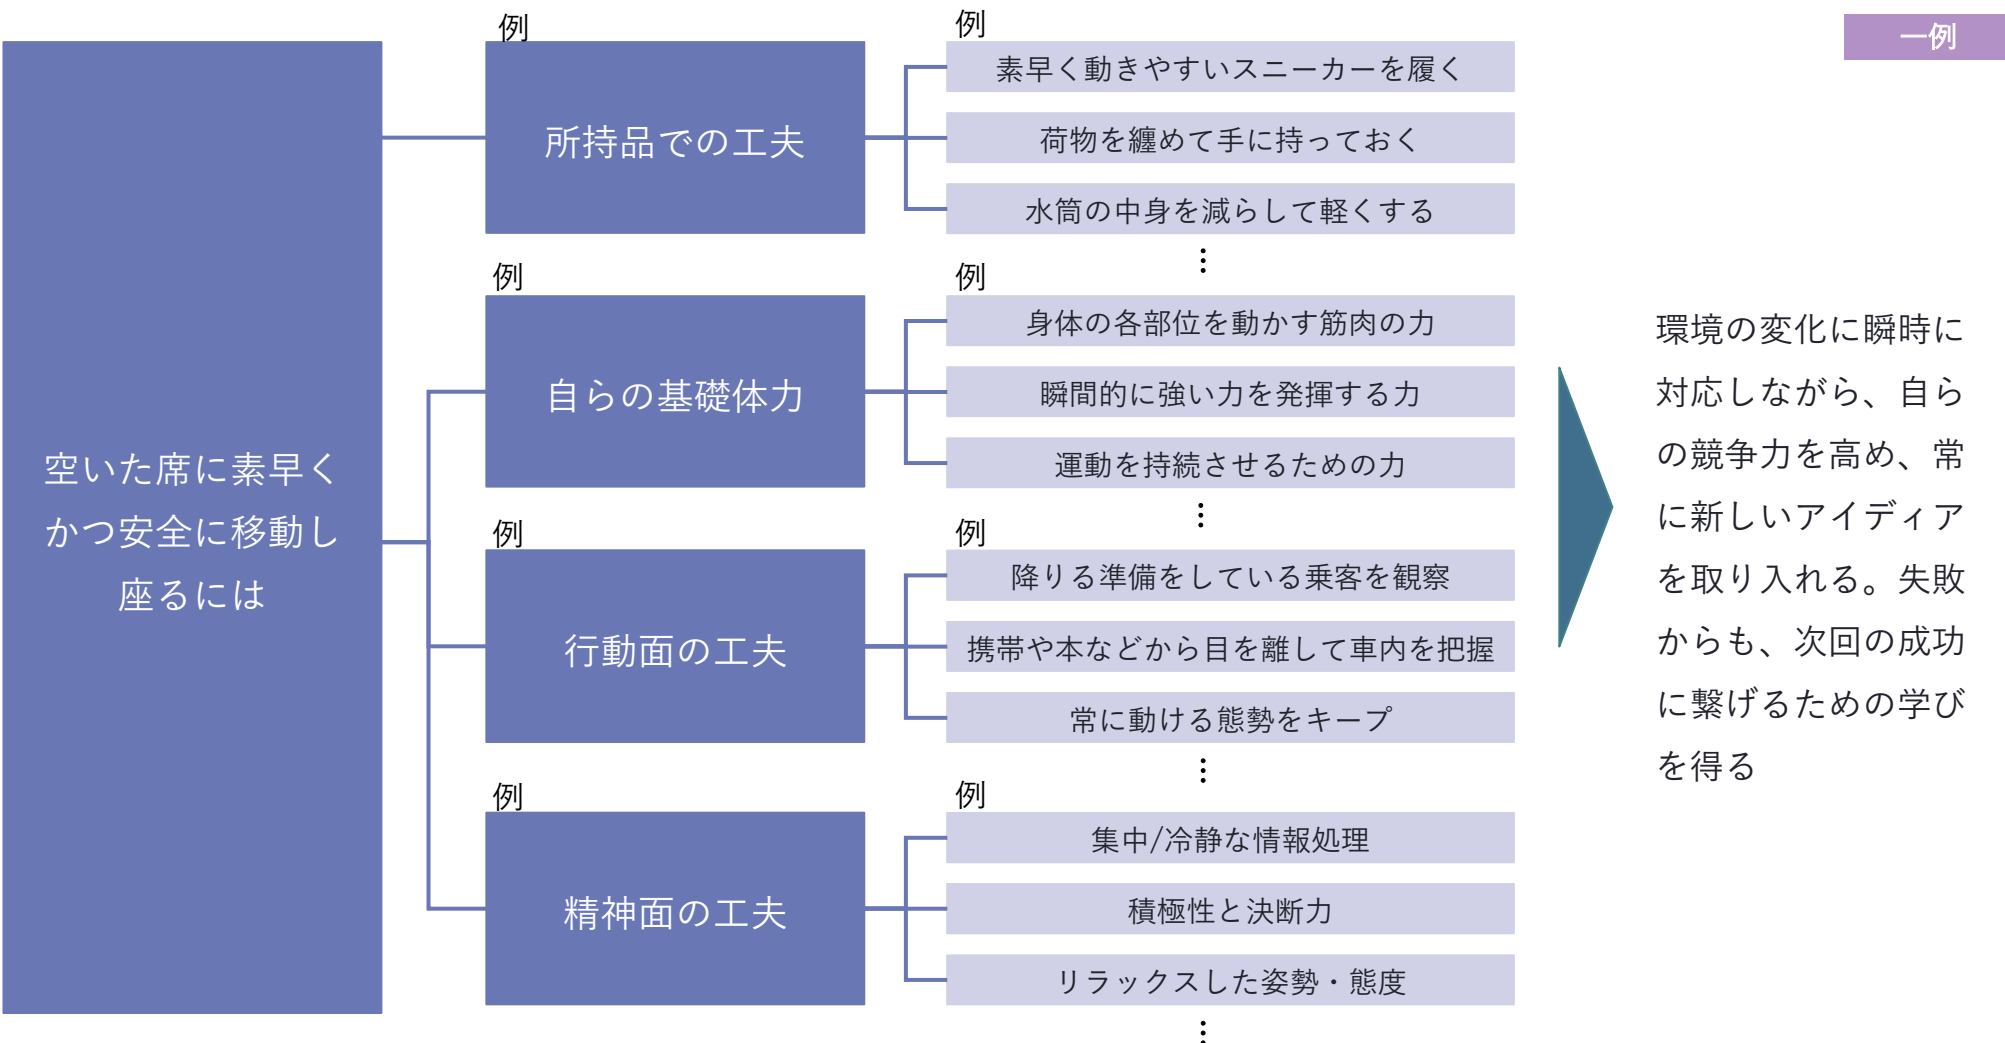 一例
空いた席に素早く
かつ安全に移動し
座るには
例
所持品での工夫
例
素早く動きやすいスニーカーを履く
荷物を纏めて手に持っておく
水筒の中身を減らして軽くする
⋮
例
自らの基礎体力
例
身体の各部位を動かす筋肉の力
瞬間的に強い力を発揮する力
運動を持続させるための力
⋮
例
行動面の工夫
例
降りる準備をしている乗客を観察
携帯や本などから目を離して車内を把握
常に動ける態勢をキープ
⋮
例
精神面の工夫
例
集中/冷静な情報処理
積極性と決断力
リラックスした姿勢・態度
⋮
環境の変化に瞬時に
対応しながら、自ら
の競争力を高め、常
に新しいアイディア
を取り入れる。失敗
からも、次回の成功
に繋げるための学び
を得る